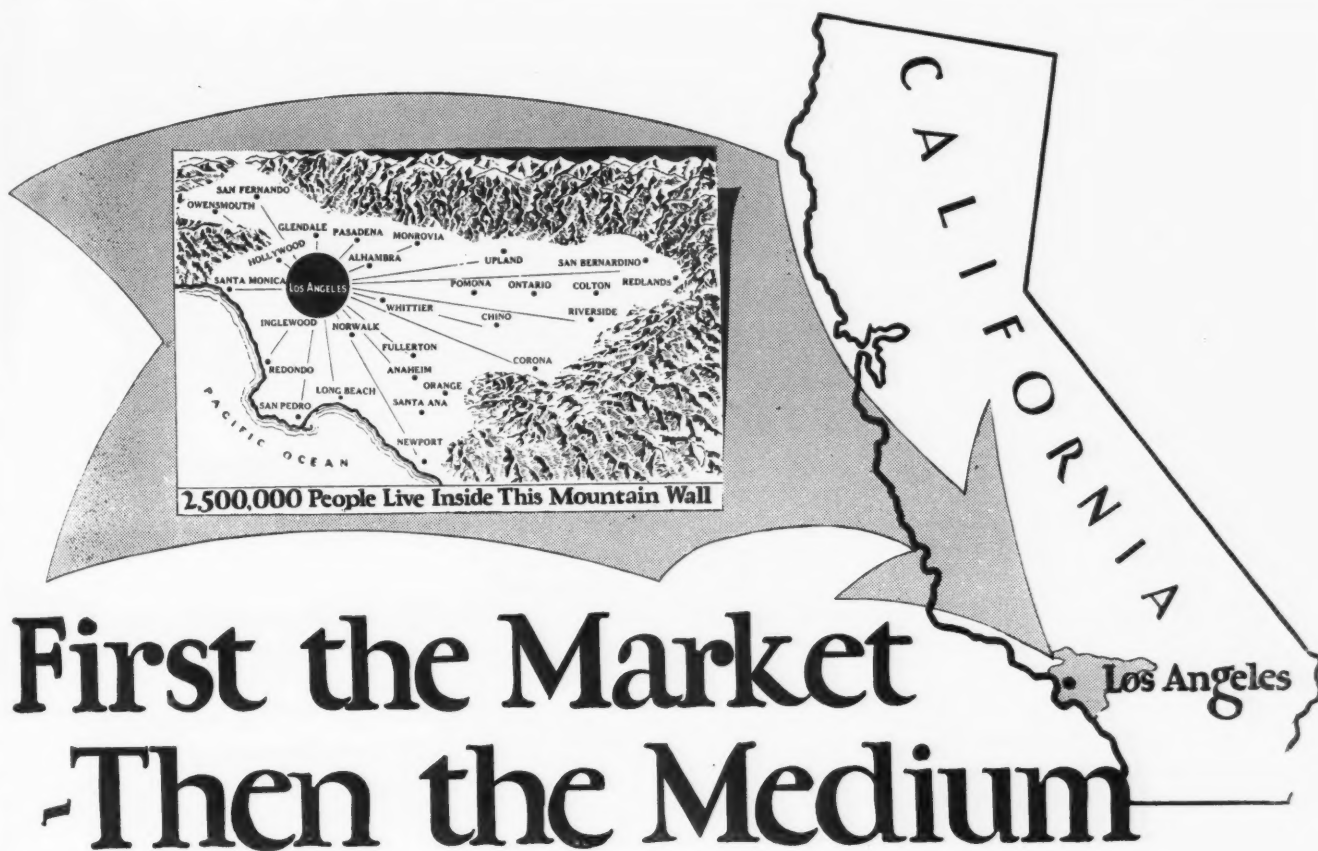 CALIFORNIA
SAN FERNANDO
OWENSMOUTH
GLENDALE
PASADENA
MONROVIA
HOLLYWOOD
ALHAMBRA
UPLAND
SAN BERNARDINO
SANTA MONICA
LOS ANGELES
POMONA
ONTARIO
COLTON
REDLANDS
WHITTIER
CHINO
RIVERSIDE
INGLEWOOD
NORWALK
FULLERTON
CORONA
REDONDO
ANAHEIM
LONG BEACH
ORANGE
SAN PEDRO
SANTA ANA
NEWPORT
PACIFIC OCEAN
2,500,000 People Live Inside This Mountain Wall
First the Market
Los Angeles
-Then the Medium